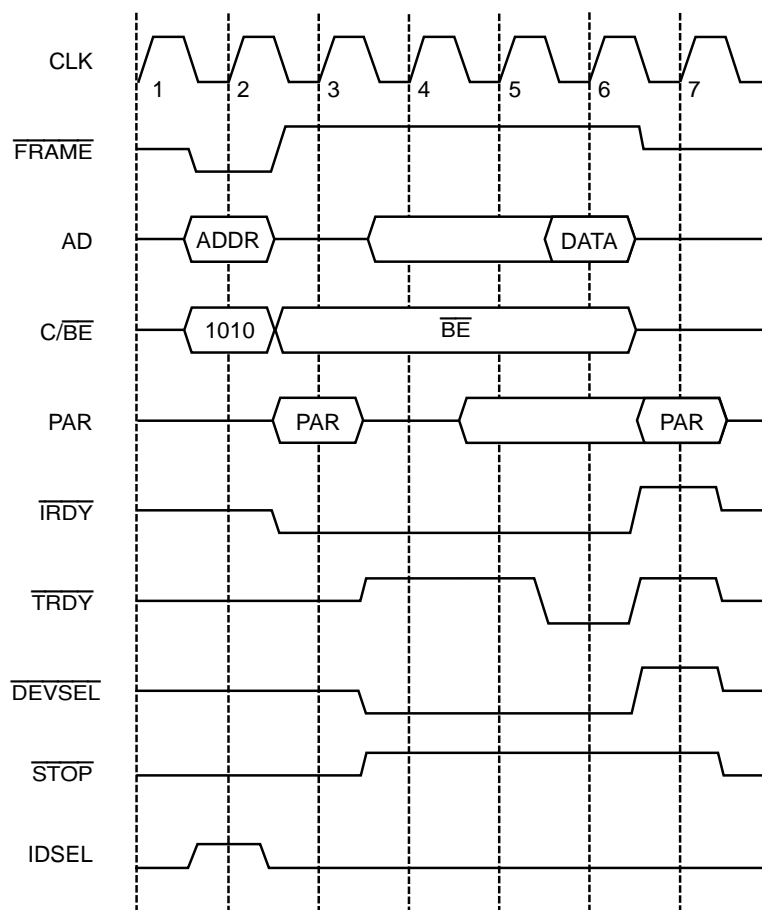 CLK
1 2 3 4 5 6 7
FRAME
AD ADDR DATA
C/BE 1010 BE
PAR PAR PAR
IRDY
TRDY
DEVSEL
STOP
IDSEL